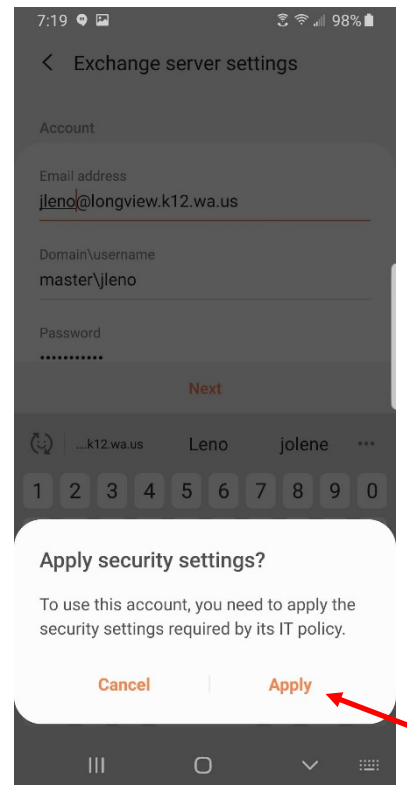 7:19 98%
Exchange server settings
Account
Email address
jleno@longview.k12.wa.us
Domain\username
master\jleno
Password
•••••••••••
Next
....k12.wa.us Leno jolene
1 2 3 4 5 6 7 8 9 0
Apply security settings?
To use this account, you need to apply the
security settings required by its IT policy.
Cancel Apply